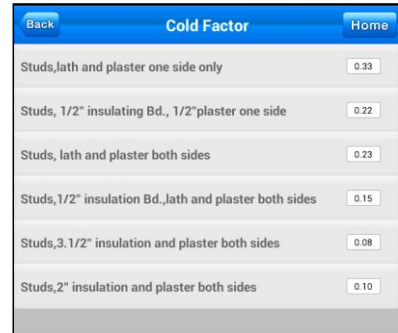 Back
Cold Factor
Home
Studs,lath and plaster one side only
0.33
Studs, 1/2" insulating Bd., 1/2"plaster one side
0.22
Studs, lath and plaster both sides
0.23
Studs,1/2" insulation Bd.,lath and plaster both sides
0.15
Studs,3.1/2" insulation and plaster both sides
0.08
Studs,2" insulation and plaster both sides
0.10